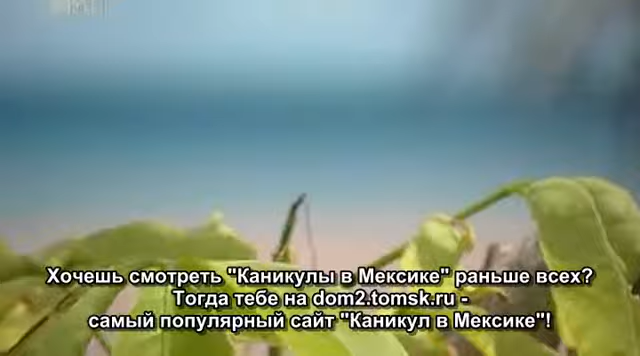 Хочешь смотреть "Каникулы в Мексике" раньше всех?
Тогда тебе на dom2.tomsk.ru -
самый популярный сайт "Каникул в Мексике"!